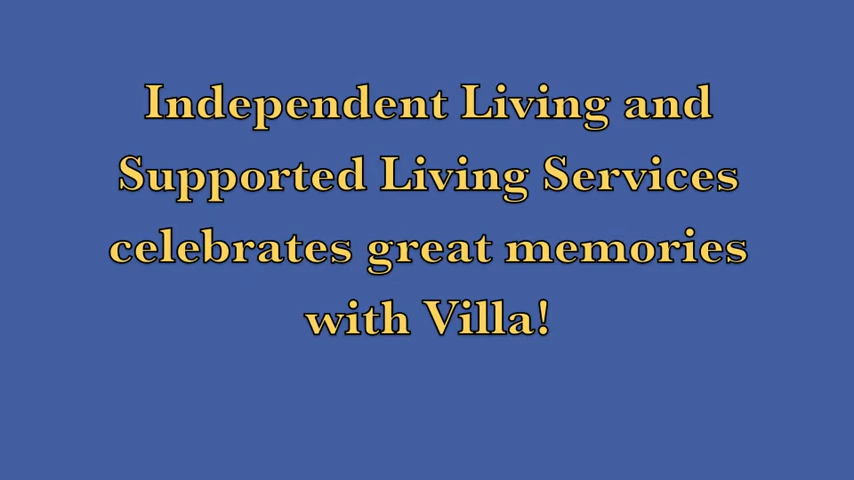 Independent Living and
Supported Living Services
celebrates great memories
with Villa!